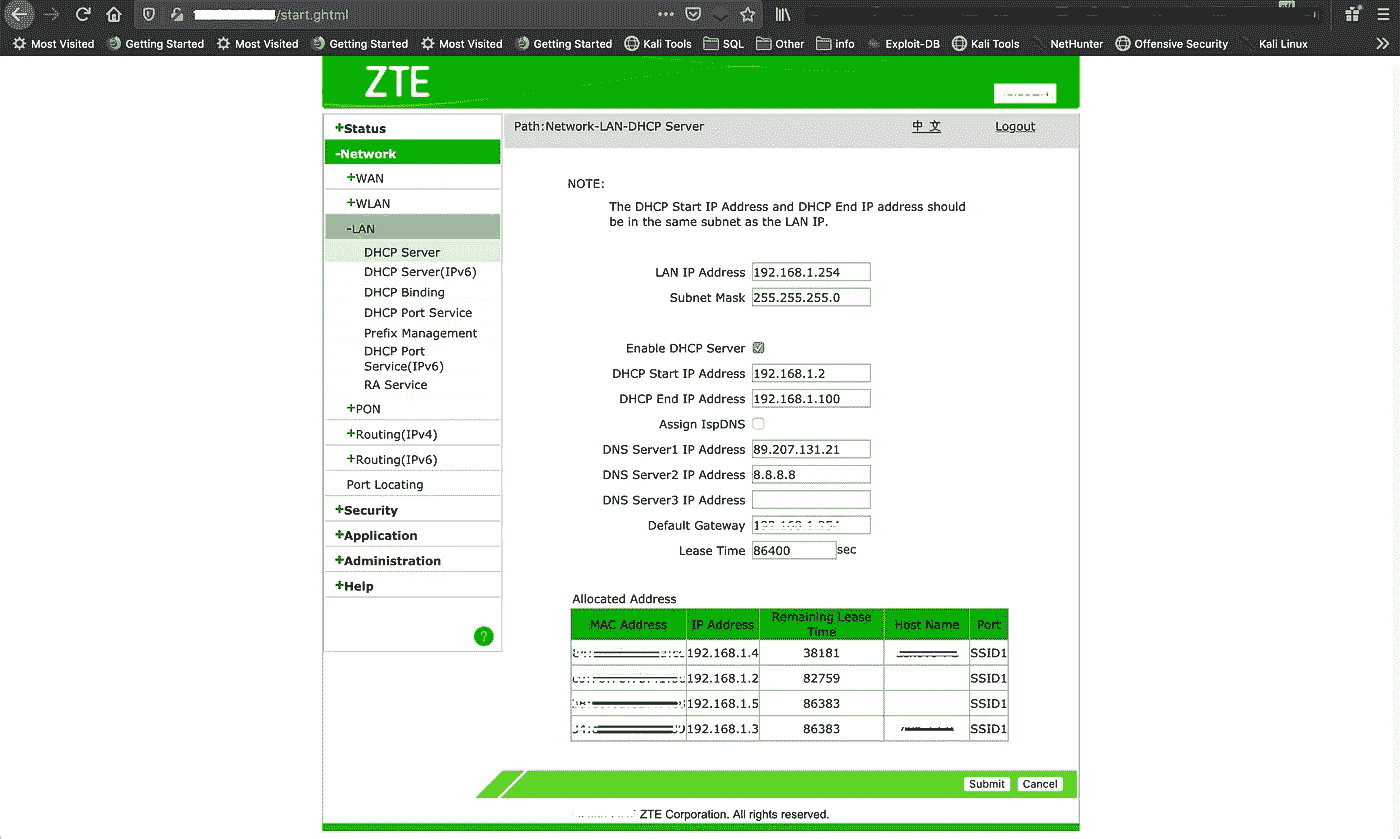 /start.ghtml
Most Visited Getting Started Most Visited Getting Started Most Visited Getting Started Kali Tools SQL Other info Exploit-DB Kali Tools NetHunter Offensive Security Kali Linux
ZTE
+Status
-Network
+WAN
+WLAN
-LAN
DHCP Server
DHCP Server(IPv6)
DHCP Binding
DHCP Port Service
Prefix Management
DHCP Port
Service(IPv6)
RA Service
+PON
+Routing(IPv4)
+Routing(IPv6)
Port Locating
+Security
+Application
+Administration
+Help
?
Path:Network-LAN-DHCP Server 中 文 Logout
NOTE:
The DHCP Start IP Address and DHCP End IP address should
be in the same subnet as the LAN IP.
LAN IP Address 192.168.1.254
Subnet Mask 255.255.255.0
Enable DHCP Server
DHCP Start IP Address 192.168.1.2
DHCP End IP Address 192.168.1.100
Assign IspDNS
DNS Server1 IP Address 89.207.131.21
DNS Server2 IP Address 8.8.8.8
DNS Server3 IP Address
Default Gateway
Lease Time 86400 sec
Allocated Address
MAC Address IP Address Remaining Lease Time Host Name Port
192.168.1.4 38181 SSID1
192.168.1.2 82759 SSID1
192.168.1.5 86383 SSID1
192.168.1.3 86383 SSID1
Submit Cancel
ZTE Corporation. All rights reserved.